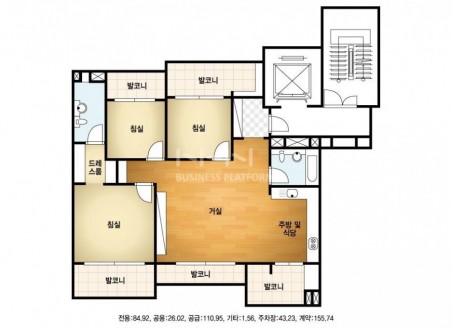 발코니
발코니
침실
침실
드레
스룸
BUSINESS PLATFORM
침실
거실
주방 및
식당
발코니
발코니
발코니
전용:84.92, 공용:26.02, 공급:110.95, 기타:1.56, 주차장:43.23, 계약:155.74